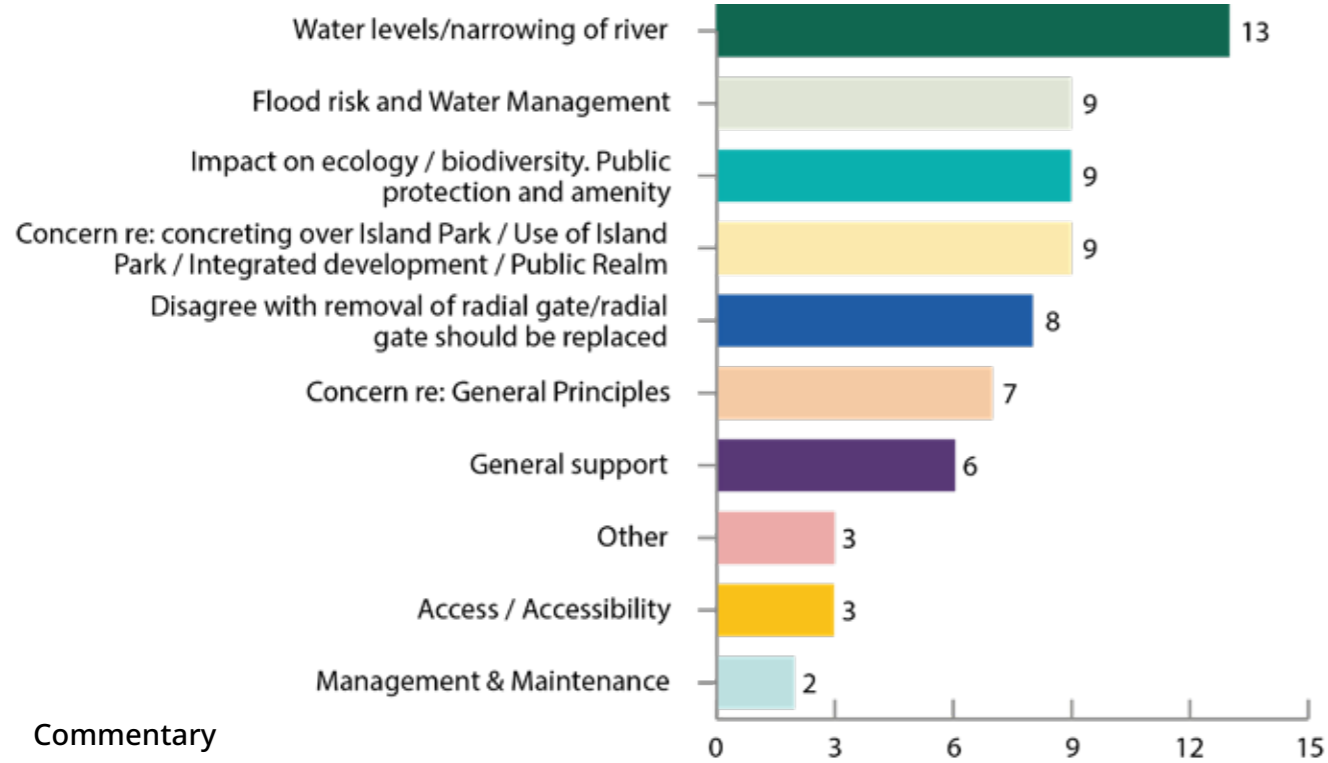 Water levels/narrowing of river 13
Flood risk and Water Management 9
Impact on ecology / biodiversity. Public
protection and amenity 9
Concern re: concreting over Island Park / Use of Island
Park / Integrated development / Public Realm 9
Disagree with removal of radial gate/radial
gate should be replaced 8
Concern re: General Principles 7
General support 6
Other 3
Access / Accessibility 3
Management & Maintenance 2
Commentary
0 3 6 9 12 15